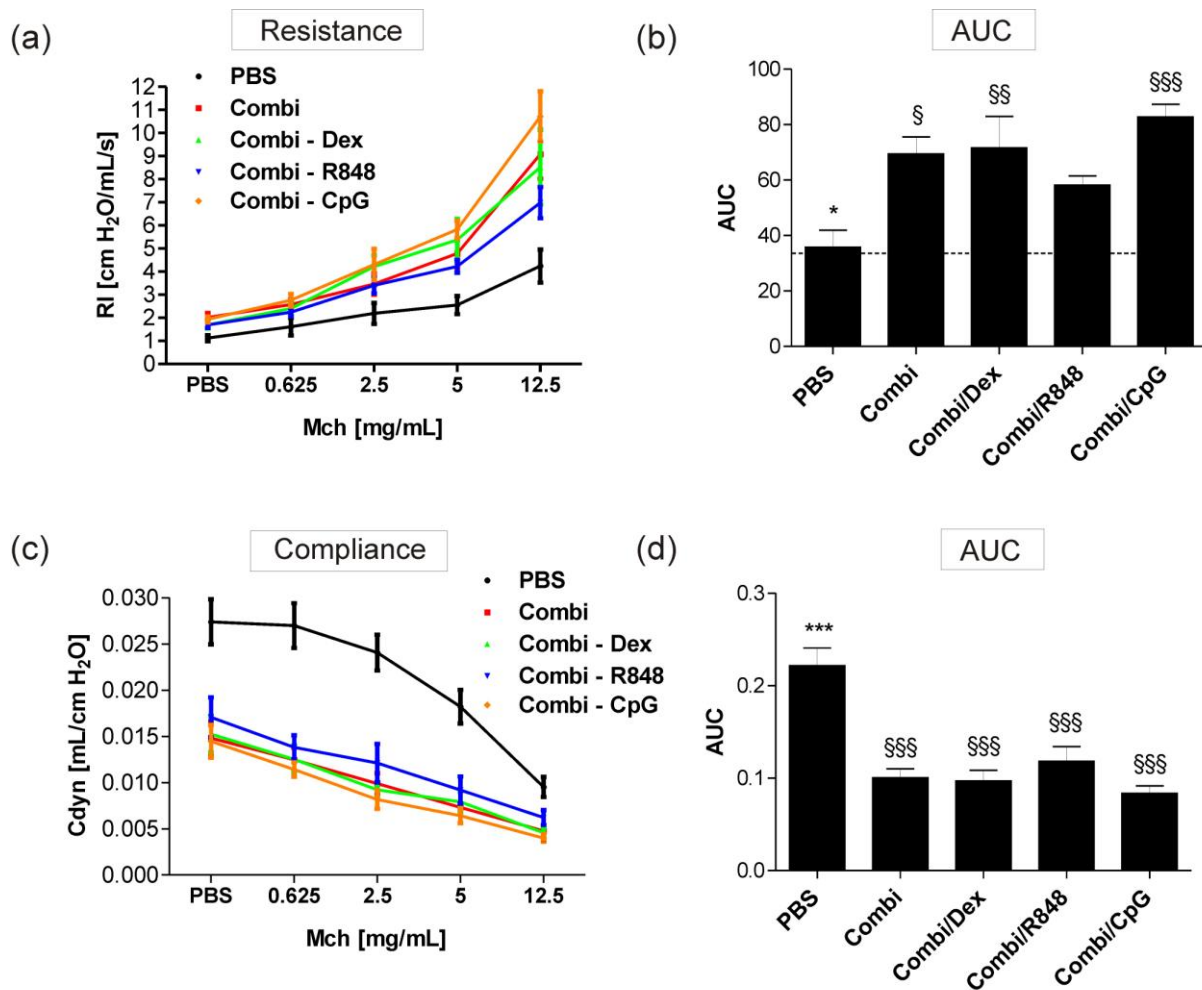 (a)
Resistance
PBS
Combi
Combi - Dex
Combi - R848
Combi - CpG
12
11
10
9
8
7
6
5
4
3
2
1
0
RI [cm H₂O/mL/s]
PBS 0.625 2.5 5 12.5
Mch [mg/mL]
(b)
AUC
100
80
60
40
20
0
AUC
*
§
§§
§§§
PBS
Combi
Combi/Dex
Combi/R848
Combi/CpG
(c)
Compliance
PBS
Combi
Combi - Dex
Combi - R848
Combi - CpG
0.030
0.025
0.020
0.015
0.010
0.005
0.000
Cdyn [mL/cm H₂O]
PBS 0.625 2.5 5 12.5
Mch [mg/mL]
(d)
AUC
0.3
0.2
0.1
0.0
AUC
***
§§§
§§§
§§§
§§§
PBS
Combi
Combi/Dex
Combi/R848
Combi/CpG